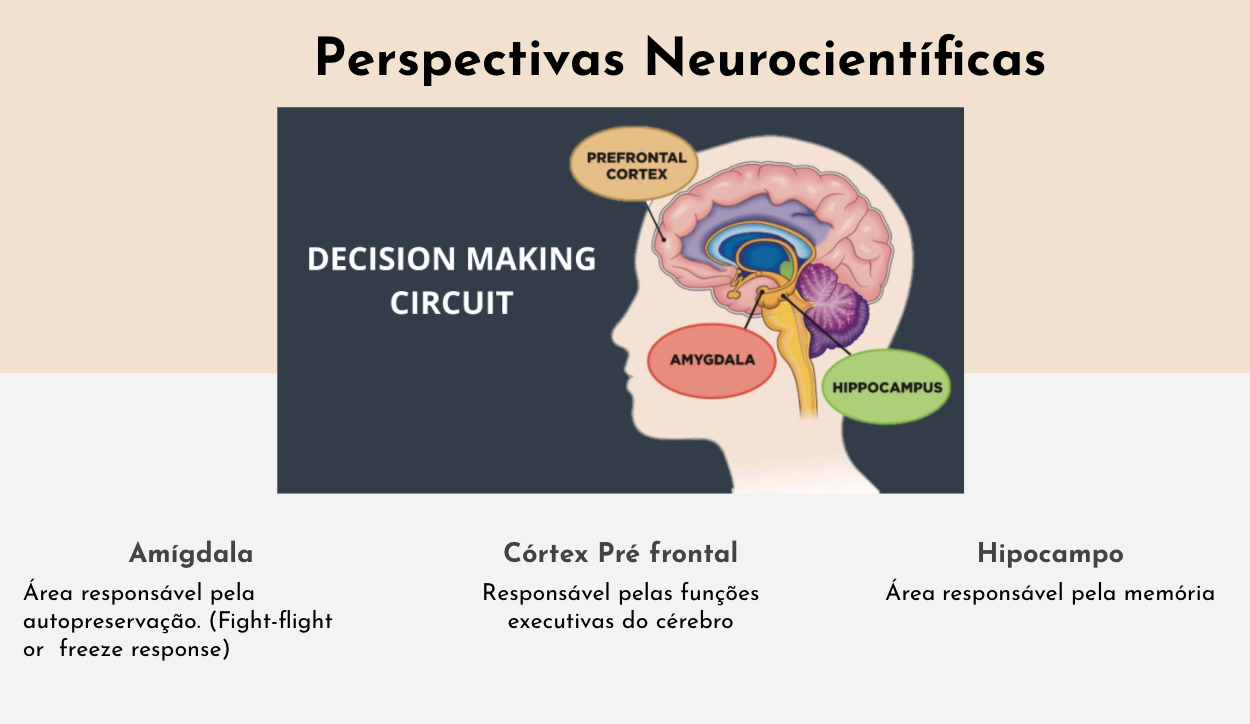 Perspectivas Neurocientíficas
PREFRONTAL
CORTEX
DECISION MAKING
CIRCUIT
AMYGDALA
HIPPOCAMPUS
Amígdala
Área responsável pela
autopreservação. (Fight-flight
or  freeze response)
Córtex Pré frontal
Responsável pelas funções
executivas do cérebro
Hipocampo
Área responsável pela memória